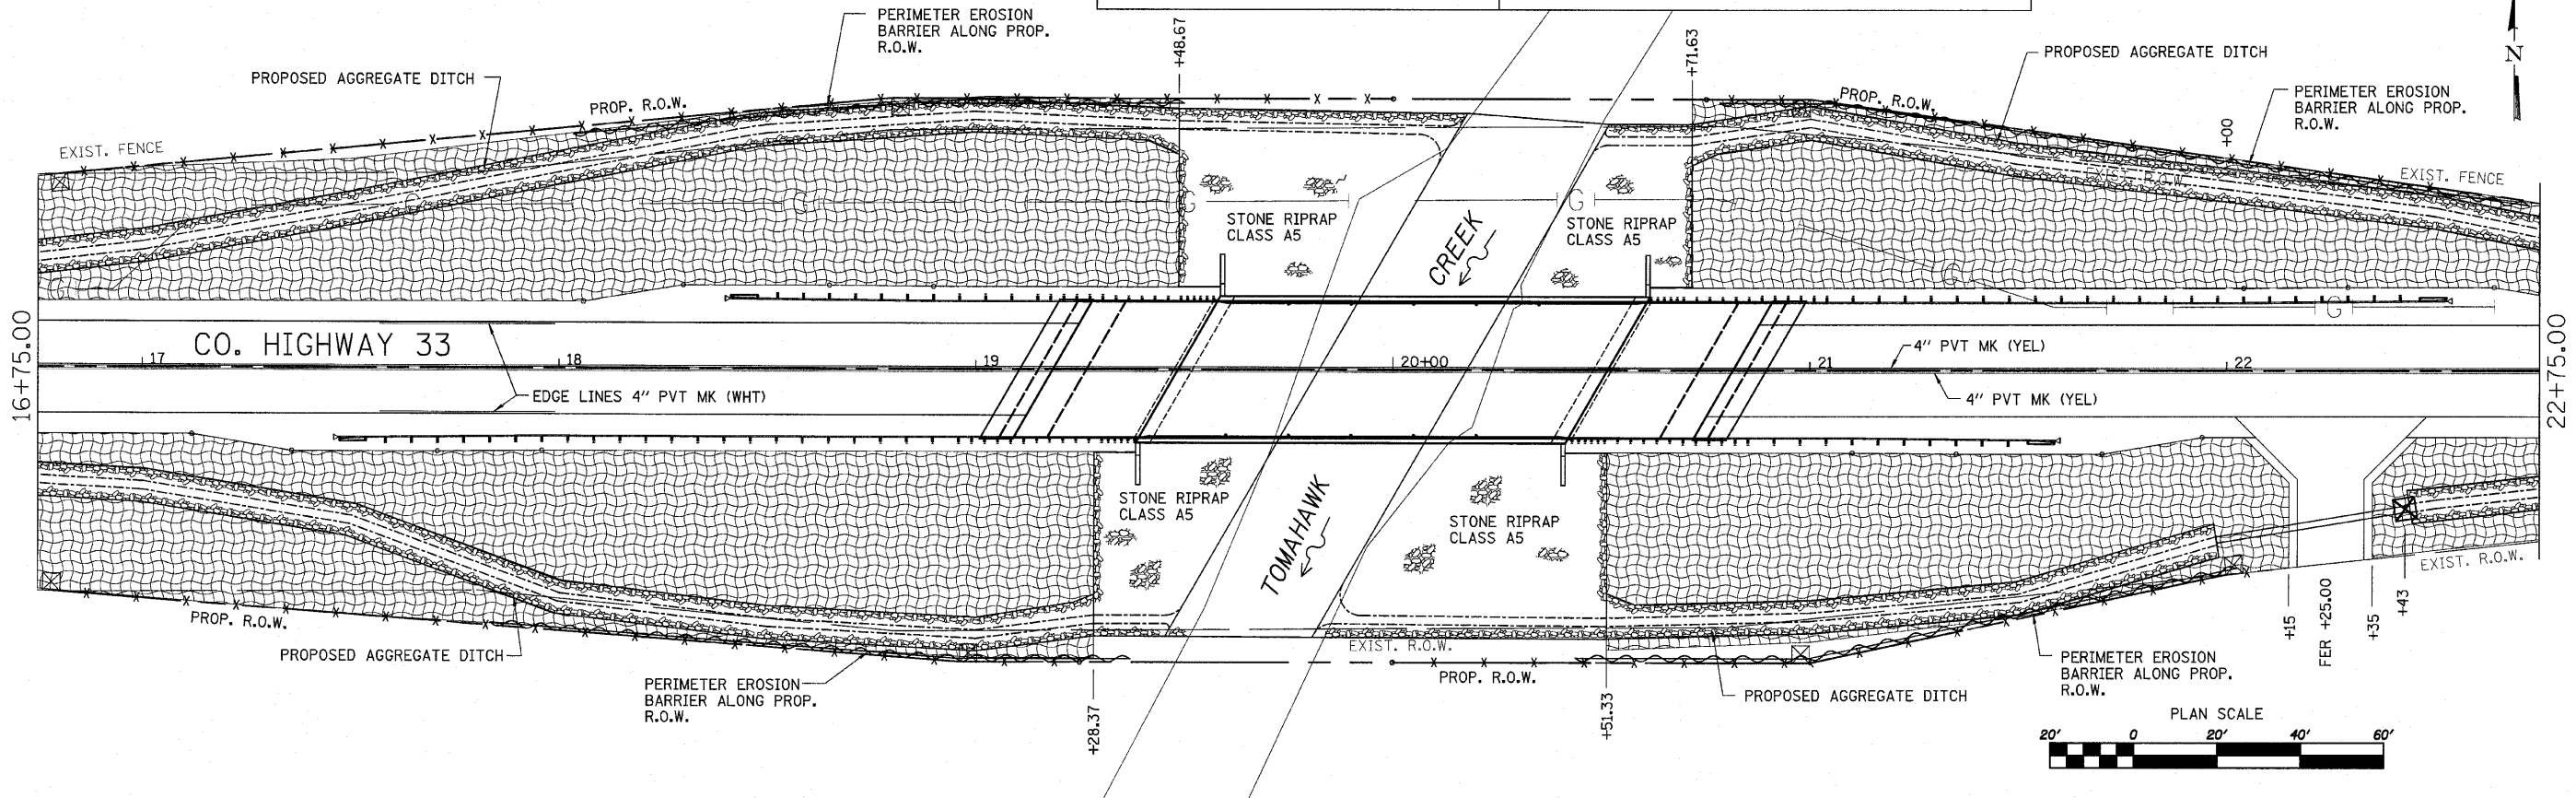 PERIMETER EROSION
BARRIER ALONG PROP.
R.O.W.
+48.67
+71.63
N
PROPOSED AGGREGATE DITCH
PROPOSED AGGREGATE DITCH
PERIMETER EROSION
BARRIER ALONG PROP.
R.O.W.
PROP. R.O.W.
PROP. R.O.W.
+00
EXIST. FENCE
EXIST. R.O.W.
EXIST. FENCE
G
G
G
G
STONE RIPRAP
CLASS A5
STONE RIPRAP
CLASS A5
CREEK
G
G
G
16+75.00
CO. HIGHWAY 33
17
18
19
20+00
21
22
4" PVT MK (YEL)
22+75.00
EDGE LINES 4" PVT MK (WHT)
4" PVT MK (YEL)
STONE RIPRAP
CLASS A5
TOMAHAWK
STONE RIPRAP
CLASS A5
EXIST. R.O.W.
PROP. R.O.W.
+15
FER +25.00
+35
+43
PROPOSED AGGREGATE DITCH
EXIST. R.O.W.
PERIMETER EROSION
BARRIER ALONG PROP.
R.O.W.
PROP. R.O.W.
PERIMETER EROSION
BARRIER ALONG PROP.
R.O.W.
+28.37
+51.33
PROPOSED AGGREGATE DITCH
PLAN SCALE
20' 0 20' 40' 60'